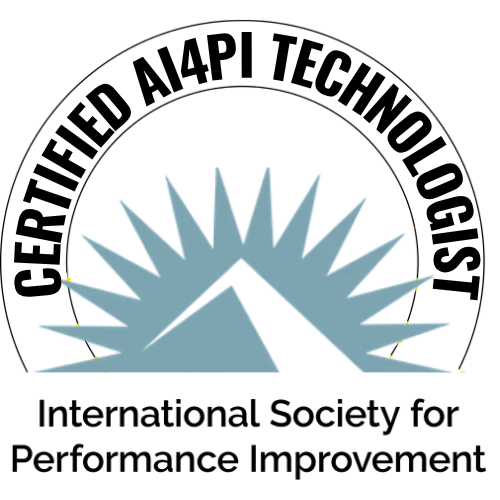 CERTIFIED AI4PI TECHNOLOGIST
International Society for
Performance Improvement